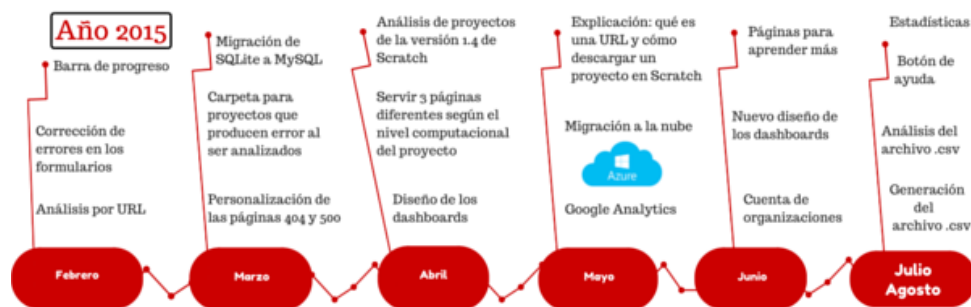 Año 2015
Barra de progreso
Corrección de
errores en los
formularios
Análisis por URL
Febrero
Migración de
SQLite a MySQL
Carpeta para
proyectos que
producen error al
ser analizados
Personalización de
las páginas 404 y 500
Marzo
Análisis de proyectos
de la versión 1.4 de
Scratch
Servir 3 páginas
diferentes según el
nivel computacional
del proyecto
Diseño de los
dashboards
Abril
Explicación: qué es
una URL y cómo
descargar un
proyecto en Scratch
Migración a la nube
Azure
Google Analytics
Mayo
Páginas para
aprender más
Nuevo diseño de
los dashboards
Cuenta de
organizaciones
Junio
Estadísticas
Botón de
ayuda
Análisis del
archivo .csv
Generación
del
archivo .csv
Julio
Agosto